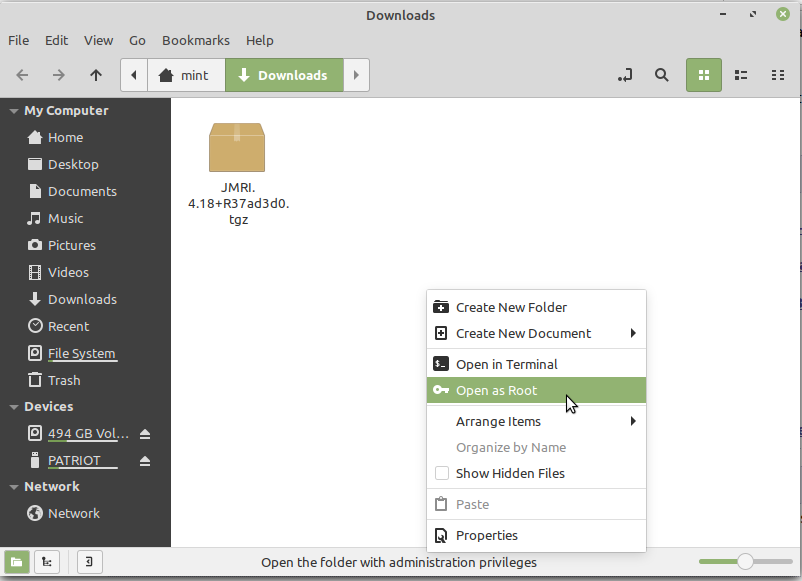 Downloads
File Edit View Go Bookmarks Help
mint Downloads
My Computer
Home
Desktop
Documents
Music
Pictures
Videos
Downloads
Recent
File System
Trash
Devices
494 GB Vol...
PATRIOT
Network
Network
JMRI.
4.18+R37ad3d0.
tgz
Create New Folder
Create New Document
Open in Terminal
Open as Root
Arrange Items
Organize by Name
Show Hidden Files
Paste
Properties
Open the folder with administration privileges